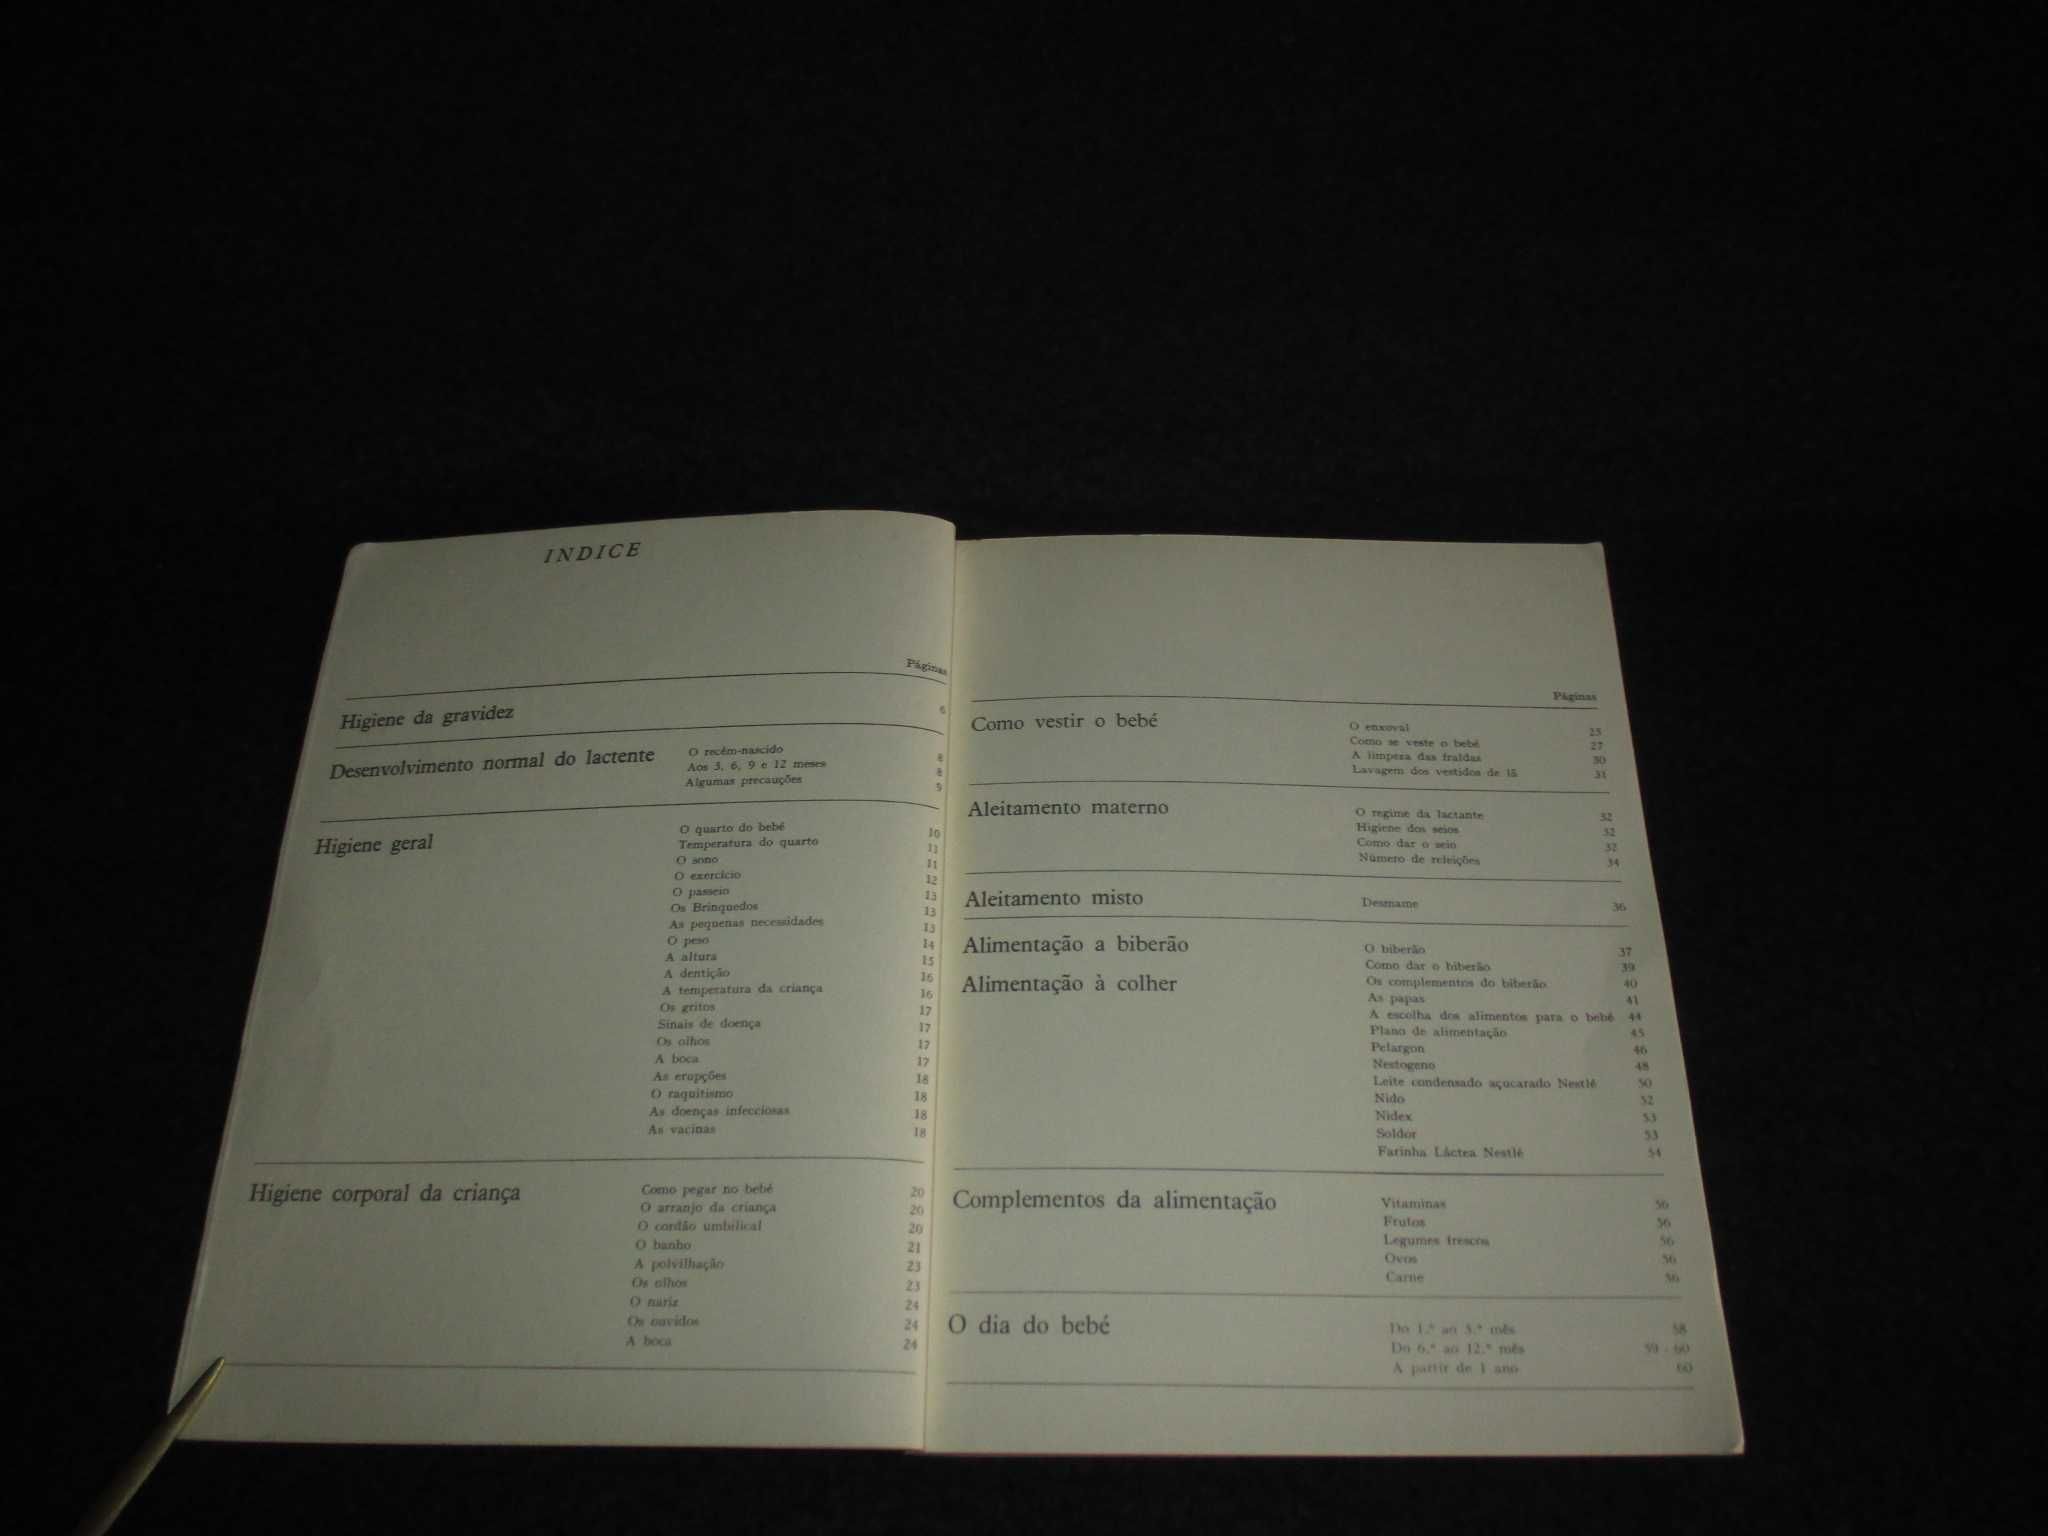 INDICE
Páginas
Higiene da gravidez 6
Desenvolvimento normal do lactente O recém-nascido 8
Aos 3, 6, 9 e 12 meses 8
Algumas precauções 9
Higiene geral O quarto do bebé 10
Temperatura do quarto 11
O sono 11
O exercício 12
O passeio 13
Os Brinquedos 13
As pequenas necessidades 13
O peso 14
A altura 15
A dentição 16
A temperatura da criança 16
Os gritos 17
Sinais de doença 17
Os olhos 17
A boca 17
As erupções 18
O raquitismo 18
As doenças infecciosas 18
As vacinas 18
Higiene corporal da criança Como pegar no bebé 20
O arranjo da criança 20
O cordão umbilical 20
O banho 21
A polvilhação 23
Os olhos 23
O nariz 24
Os ouvidos 24
A boca 24
Páginas
Como vestir o bebé O enxoval 25
Como se veste o bebé 27
A limpeza das fraldas 30
Lavagem dos vestidos de lã 31
Aleitamento materno O regime da lactante 32
Higiene dos seios 32
Como dar o seio 32
Número de releições 34
Aleitamento misto Desmame 36
Alimentação a biberão O biberão 37
Como dar o biberão 39
Alimentação à colher Os complementos do biberão 40
As papas 41
A escolha dos alimentos para o bebé 44
Plano de alimentação 45
Pelargon 46
Nestogeno 48
Leite condensado açucarado Nestlé 50
Nido 52
Nidex 53
Soldor 53
Farinha Láctea Nestlé 54
Complementos da alimentação Vitaminas 56
Frutos 56
Legumes frescos 56
Ovos 56
Carne 56
O dia do bebé Do 1.º ao 5.º mês 58
Do 6.º ao 12.º mês 59 - 60
A partir de 1 ano 60